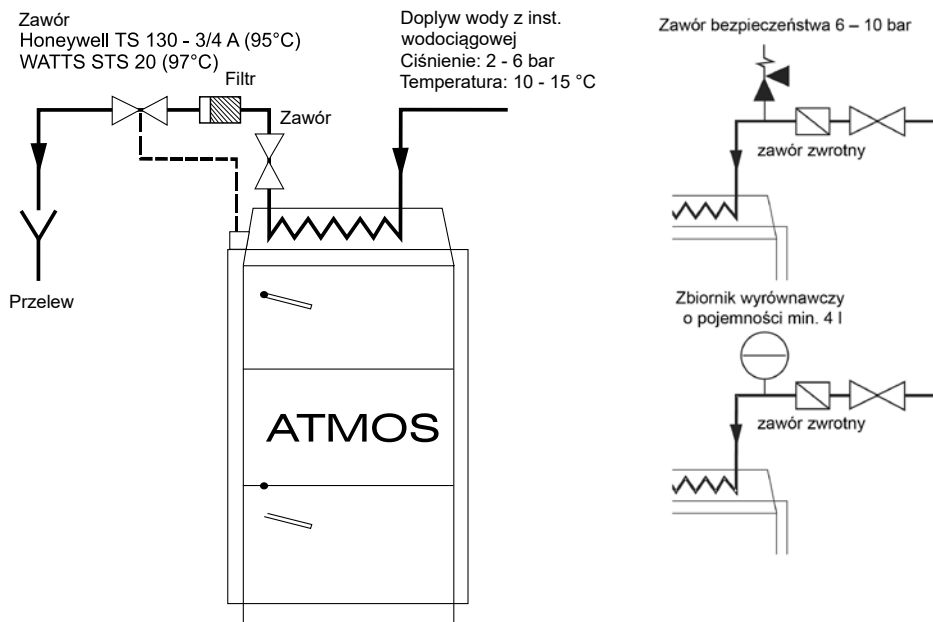 Zawór
Honeywell TS 130 - 3/4 A (95°C)
WATTS STS 20 (97°C)
Filtr
Zawór
Przelew
Doplyw wody z inst.
wodociągowej
Ciśnienie: 2 - 6 bar
Temperatura: 10 - 15 °C
ATMOS
Zawór bezpieczeństwa 6 – 10 bar
zawór zwrotny
Zbiornik wyrównawczy
o pojemności min. 4 l
zawór zwrotny